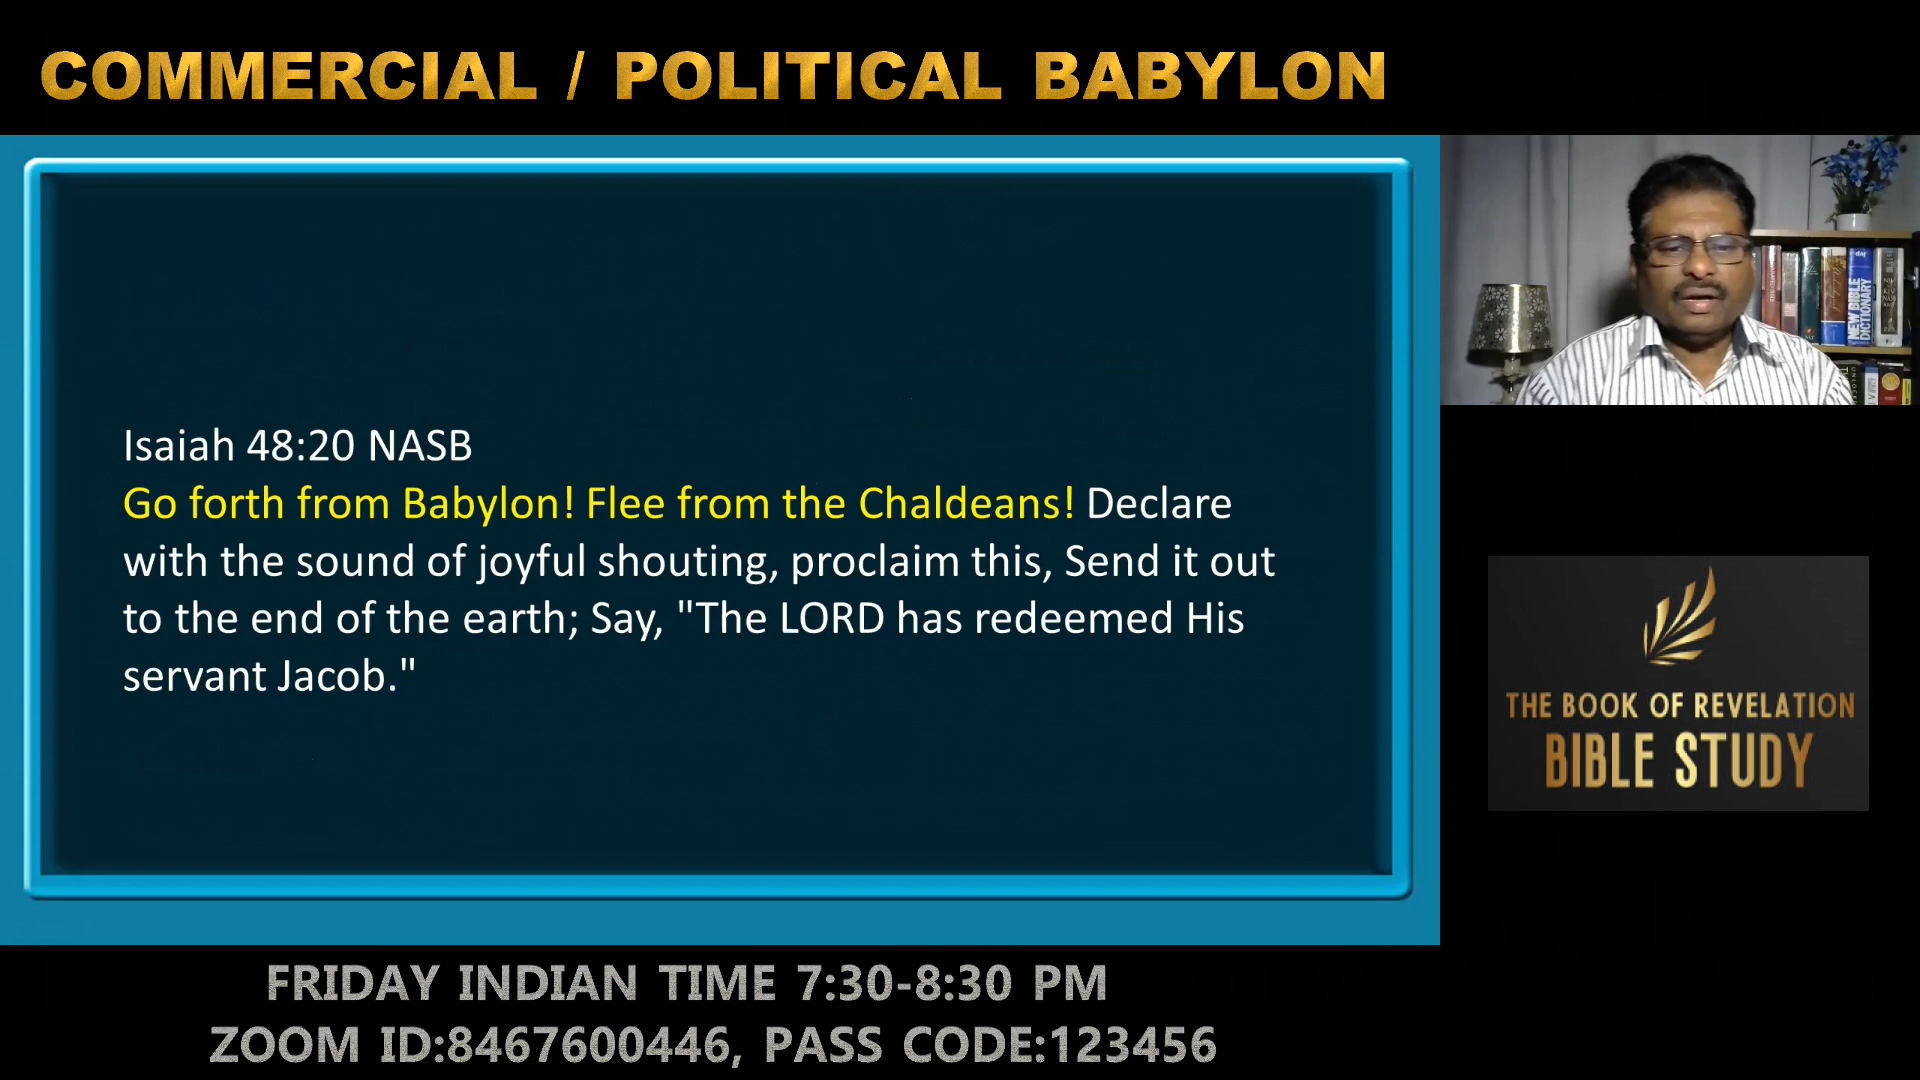 COMMERCIAL / POLITICAL BABYLON
Isaiah 48:20 NASB
Go forth from Babylon! Flee from the Chaldeans! Declare
with the sound of joyful shouting, proclaim this, Send it out
to the end of the earth; Say, "The LORD has redeemed His
servant Jacob."
NEW BIBLE
DICTIONARY
THE BOOK OF REVELATION
BIBLE STUDY
FRIDAY INDIAN TIME 7:30-8:30 PM
ZOOM ID:8467600446, PASS CODE:123456